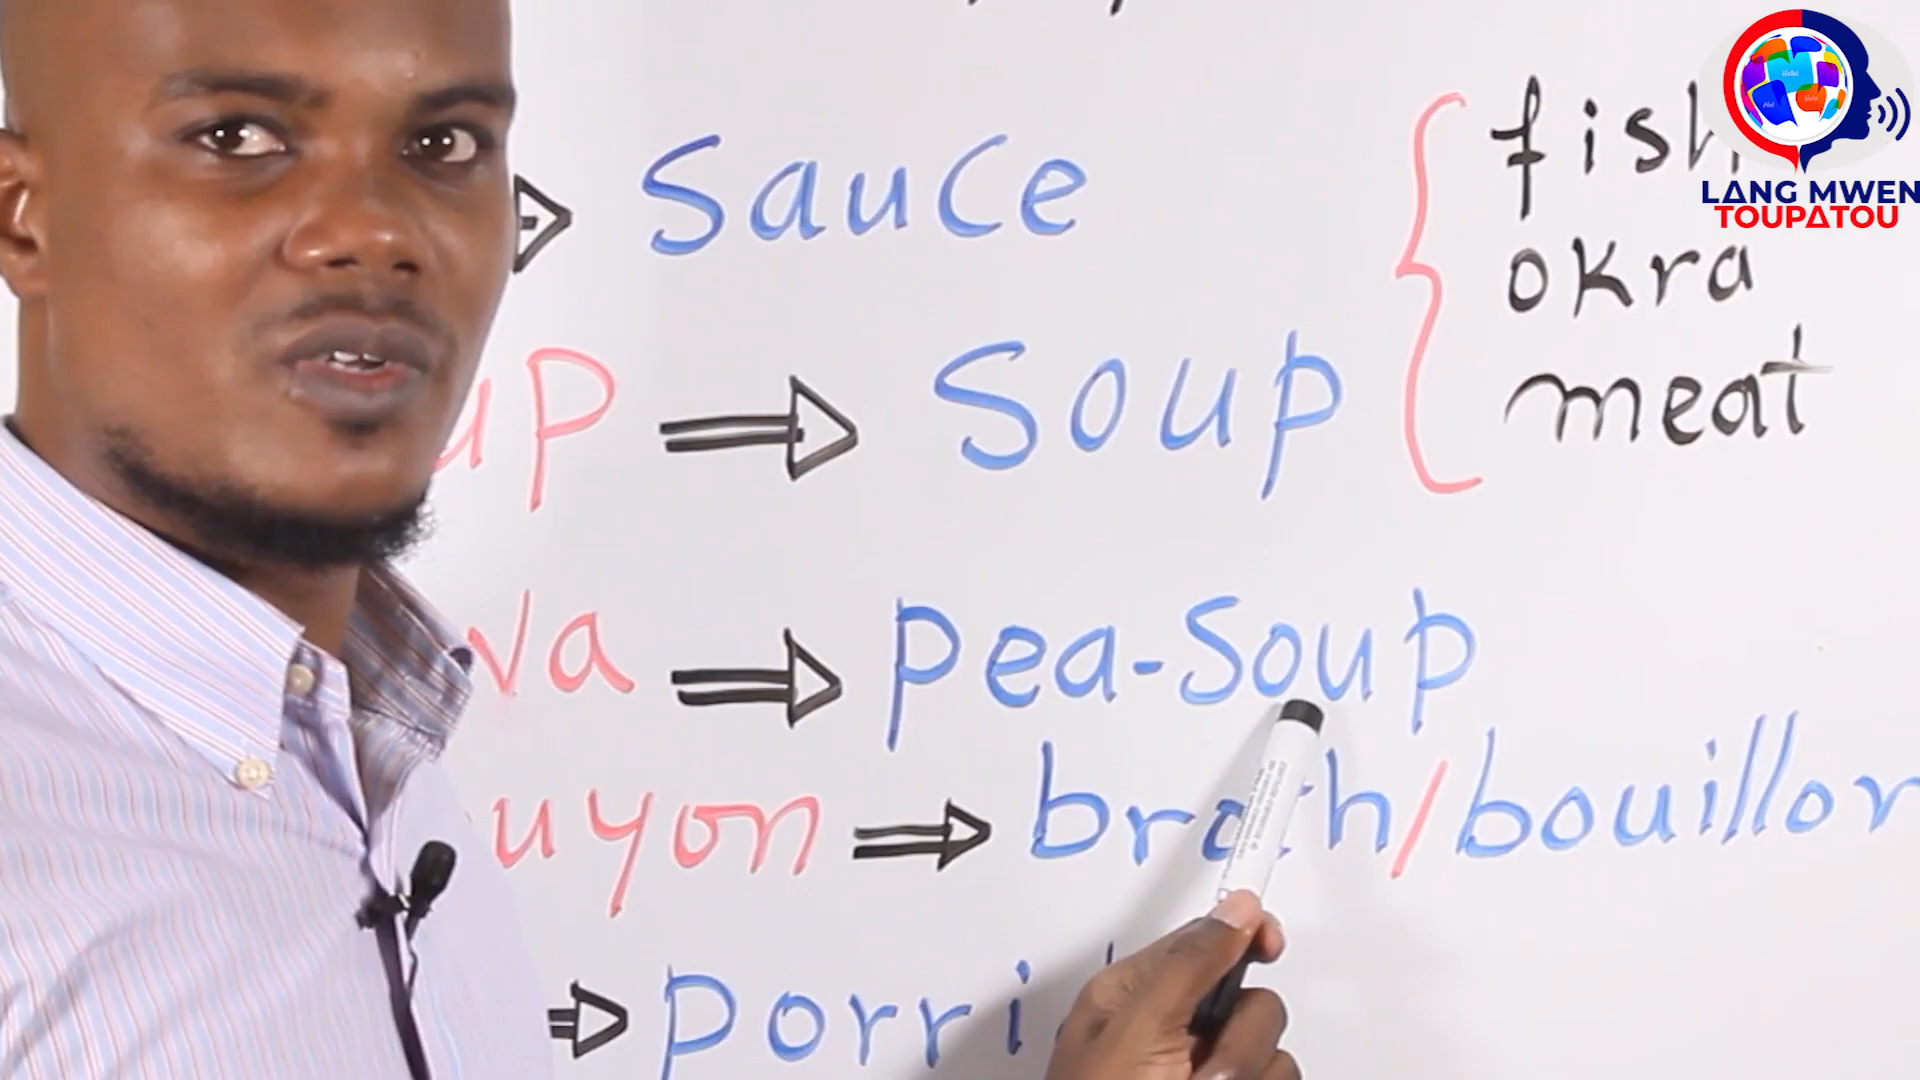 sauce
fish
LANG MWEN
TOUPATOU
okra
up ⇒ soup
meat
va ⇒ pea-soup
uyon ⇒ broth/bouillon
⇒ porri